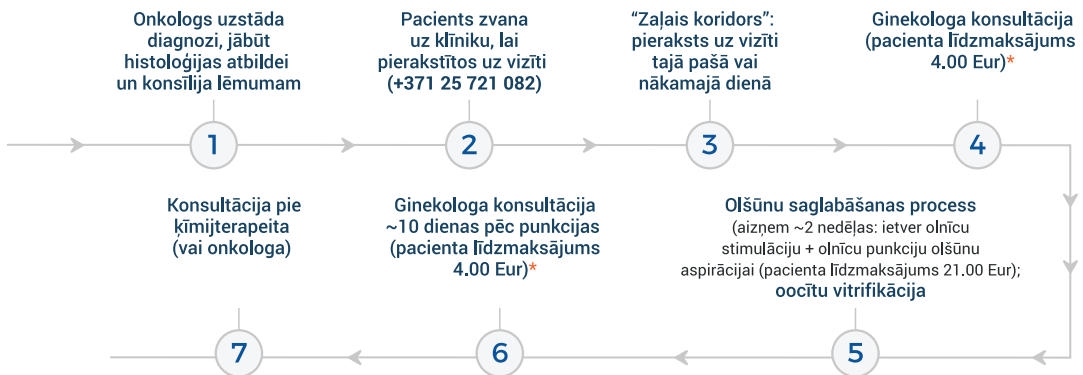 Onkologs uzstāda
diagnozi, jābūt
histoloģijas atbildei
un konsīlija lēmumam
1
Pacients zvana
uz klīniku, lai
pierakstītos uz vizīti
(+371 25 721 082)
2
“Zaļais koridors”:
pieraksts uz vizīti
tajā pašā vai
nākamajā dienā
3
Ginekologa konsultācija
(pacienta līdzmaksājums
4.00 Eur)*
4
Olšūnu saglabāšanas process
(aizņem ~2 nedēļas: ietver olnīcu
stimulāciju + olnīcu punkciju olšūnu
aspirācijai (pacienta līdzmaksājums 21.00 Eur);
oocītu vitrifikācija
5
Ginekologa konsultācija
~10 dienas pēc punkcijas
(pacienta līdzmaksājums
4.00 Eur)*
6
Konsultācija pie
ķīmijterapeita
(vai onkologa)
7